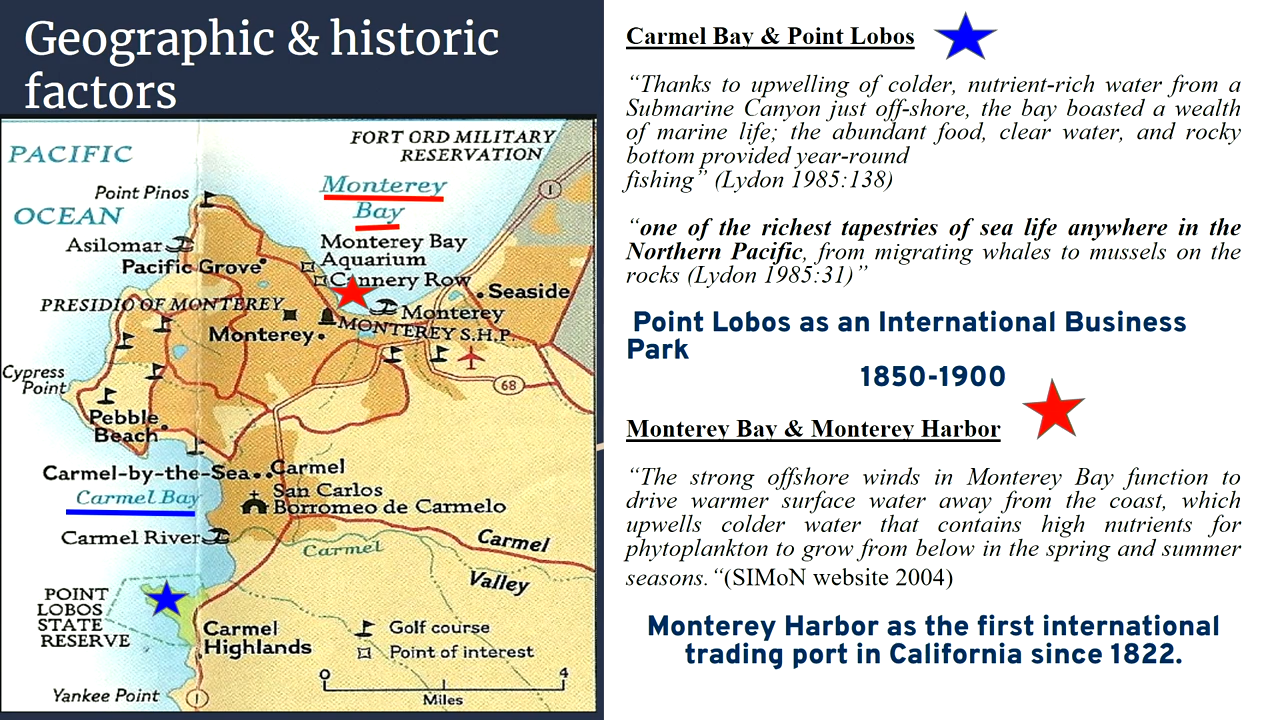 Geographic & historic
factors
PACIFIC
OCEAN
FORT ORD MILITARY
RESERVATION
Point Pinos
Monterey
Bay
1
Asilomar
Pacific Grove
Monterey Bay
Aquarium
Cannery Row
Seaside
PRESIDIO OF MONTEREY
Monterey
Monterey
MONTEREY S.H.P.
Cypress
Point
68
Pebble
Beach
Carmel-by-the-Sea
Carmel
Carmel Bay
San Carlos
Borromeo de Carmelo
Carmel River
Carmel
Carmel
Valley
POINT
LOBOS
STATE
RESERVE
Carmel
Highlands
Golf course
Point of interest
0
4
Miles
Yankee Point
1
Carmel Bay & Point Lobos
“Thanks to upwelling of colder, nutrient-rich water from a
Submarine Canyon just off-shore, the bay boasted a wealth
of marine life; the abundant food, clear water, and rocky
bottom provided year-round
fishing” (Lydon 1985:138)
“one of the richest tapestries of sea life anywhere in the
Northern Pacific, from migrating whales to mussels on the
rocks (Lydon 1985:31)”
Point Lobos as an International Business
Park
1850-1900
Monterey Bay & Monterey Harbor
“The strong offshore winds in Monterey Bay function to
drive warmer surface water away from the coast, which
upwells colder water that contains high nutrients for
phytoplankton to grow from below in the spring and summer
seasons.“(SIMoN website 2004)
Monterey Harbor as the first international
trading port in California since 1822.